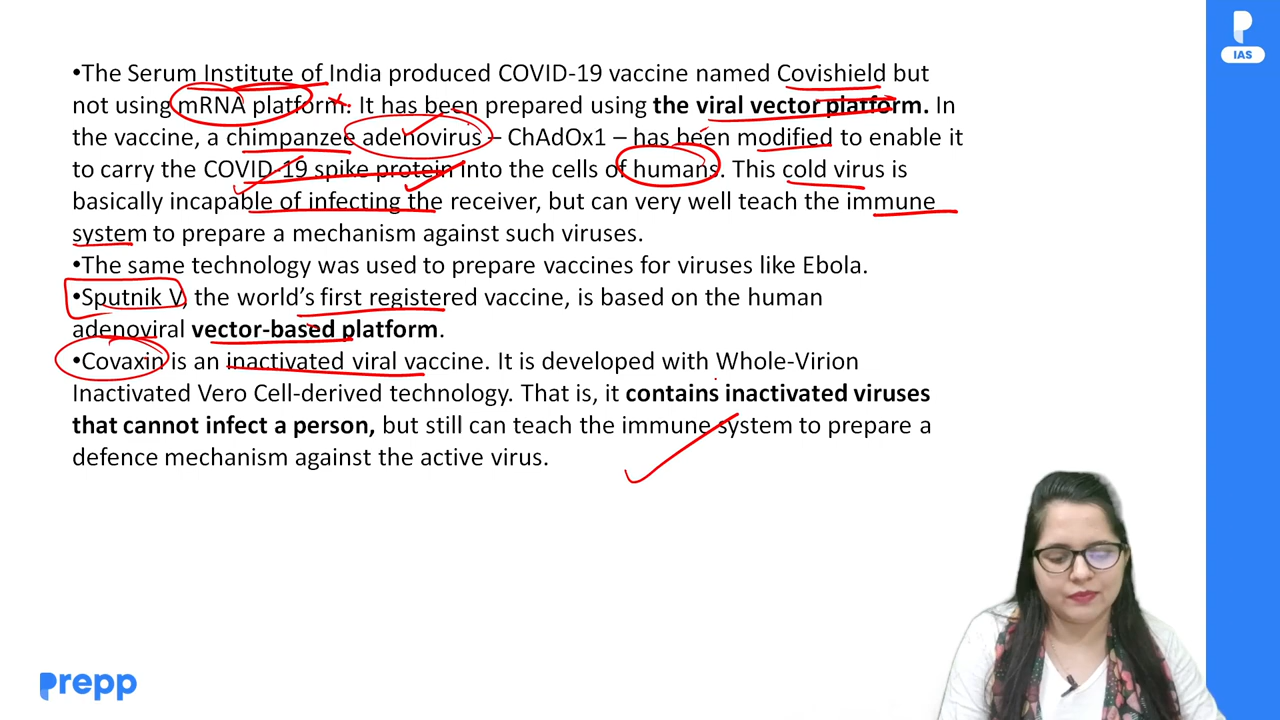 •The Serum Institute of India produced COVID-19 vaccine named Covishield but
not using mRNA platform. It has been prepared using the viral vector platform. In
the vaccine, a chimpanzee adenovirus – ChAdOx1 – has been modified to enable it
to carry the COVID-19 spike protein into the cells of humans. This cold virus is
basically incapable of infecting the receiver, but can very well teach the immune
system to prepare a mechanism against such viruses.
•The same technology was used to prepare vaccines for viruses like Ebola.
•Sputnik V, the world's first registered vaccine, is based on the human
adenoviral vector-based platform.
•Covaxin is an inactivated viral vaccine. It is developed with Whole-Virion
Inactivated Vero Cell-derived technology. That is, it contains inactivated viruses
that cannot infect a person, but still can teach the immune system to prepare a
defence mechanism against the active virus.
IAS
prepp